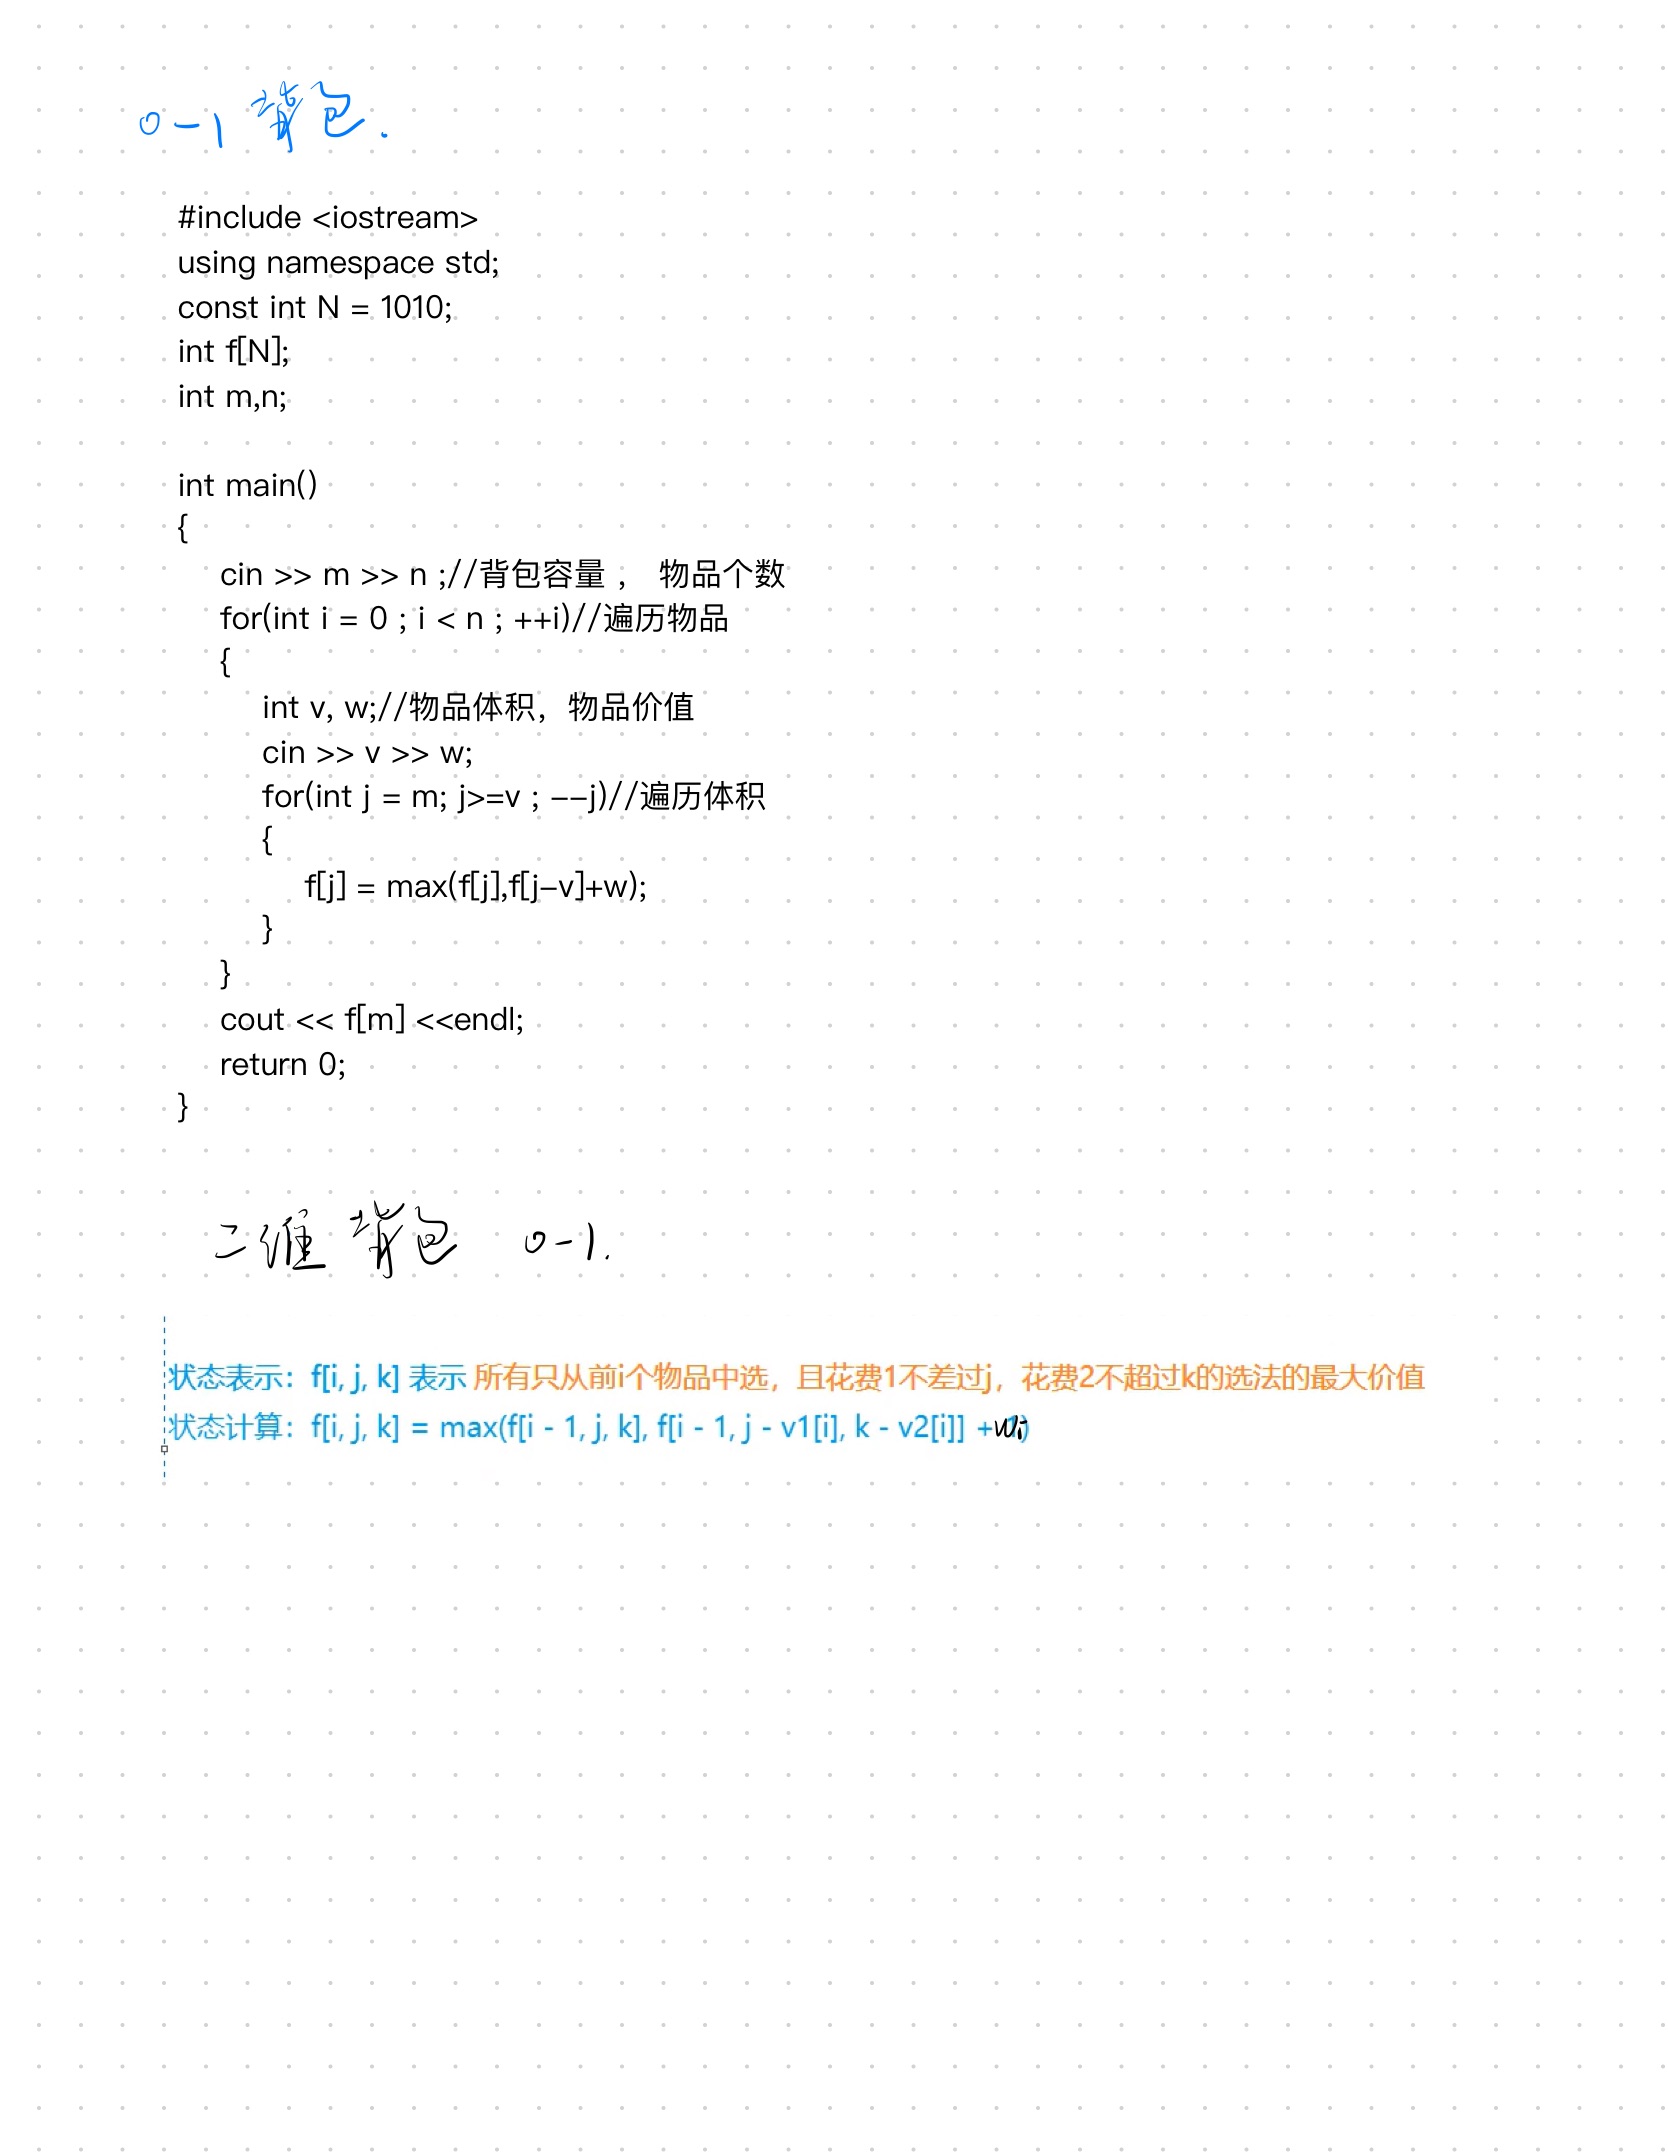 0-1 背包.
#include <iostream>
using namespace std;
const int N = 1010;
int f[N];
int m,n;
int main()
{
cin >> m >> n ;//背包容量 ， 物品个数
for(int i = 0 ; i < n ; ++i)//遍历物品
{
int v, w;//物品体积，物品价值
cin >> v >> w;
for(int j = m; j>=v ; --j)//遍历体积
{
f[j] = max(f[j],f[j-v]+w);
}
}
cout << f[m] <<endl;
return 0;
}
二维 背包 0-1.
状态表示：f[i, j, k] 表示 所有只从前i个物品中选，且花费1不差过j，花费2不超过k的选法的最大价值
状态计算：f[i, j, k] = max(f[i - 1, j, k], f[i - 1, j - v1[i], k - v2[i]] +wi)